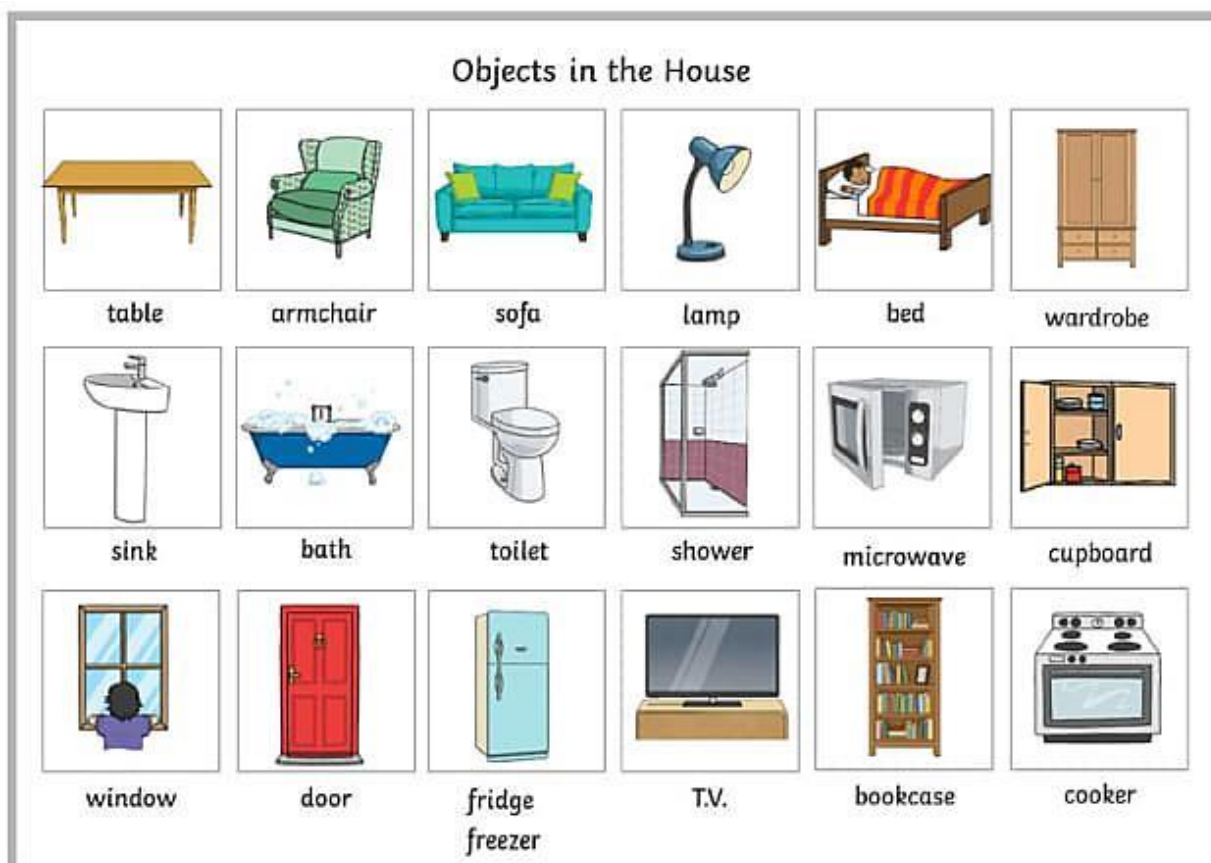 Objects in the House
table armchair sofa lamp bed wardrobe
sink bath toilet shower microwave cupboard
window door fridge T.V. bookcase cooker
freezer